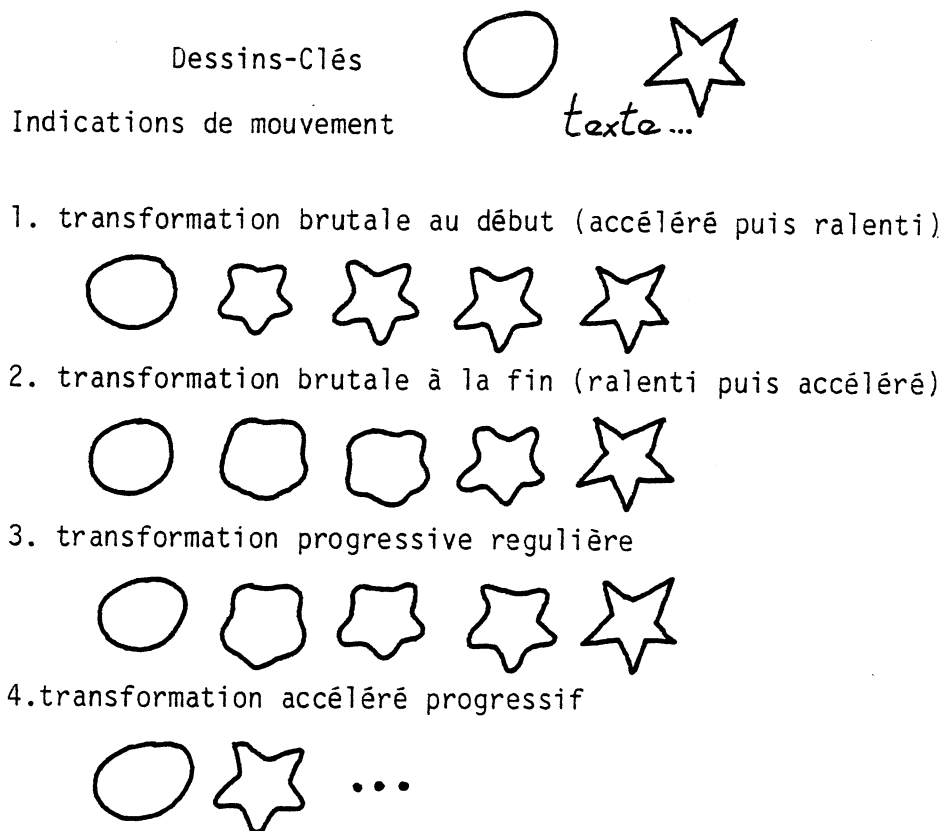 Dessins-Clés
Indications de mouvement texte...
1. transformation brutale au début (accéléré puis ralenti)
2. transformation brutale à la fin (ralenti puis accéléré)
3. transformation progressive regulière
4.transformation accéléré progressif
...